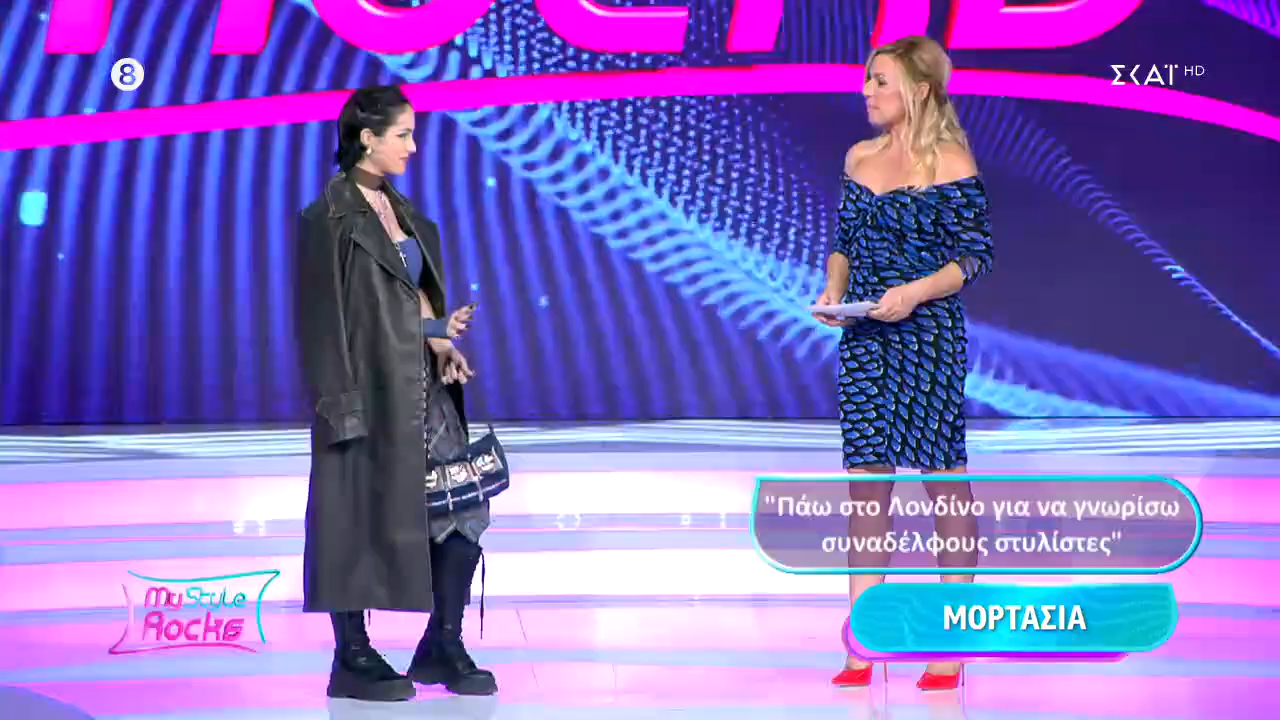 8
ΣΚΑΪ HD
"Πάω στο Λονδίνο για να γνωρίσω
συναδέλφους στυλίστες"
My Style
Rocks
ΜΟΡΤΑΣΙΑ